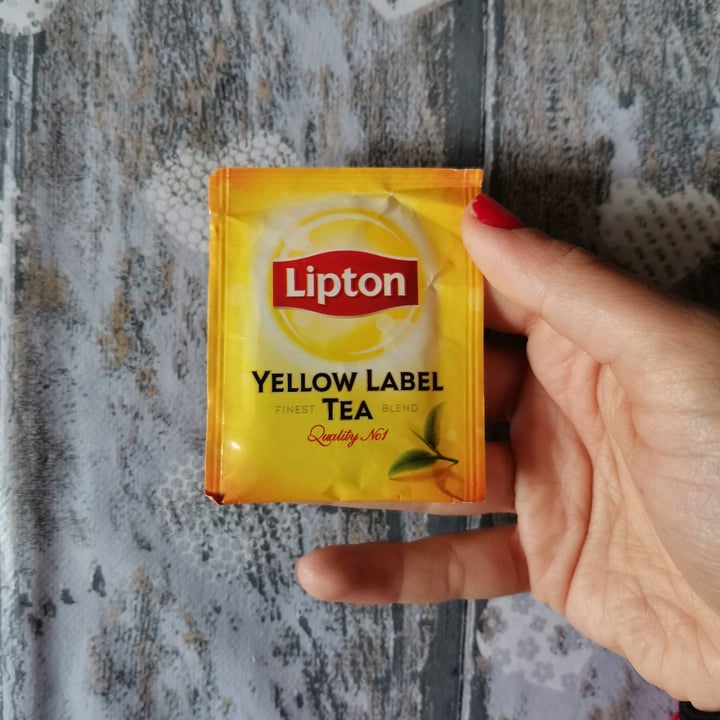 Lipton
YELLOW LABEL
FINEST TEA BLEND
Quality No1